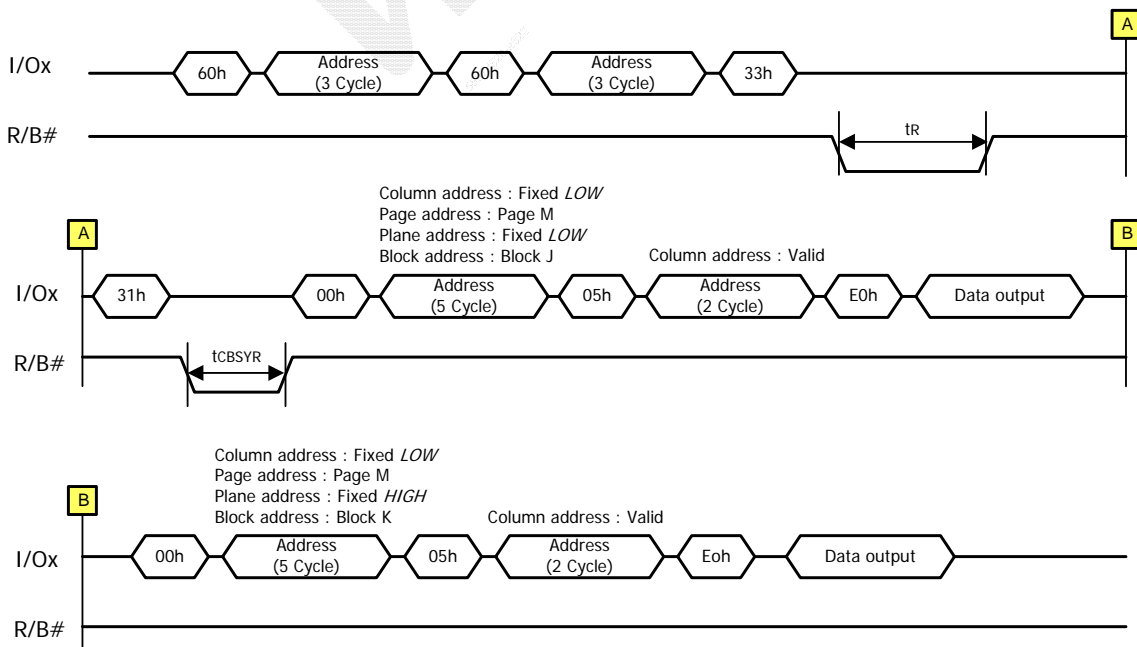 A
I/Ox 60h Address (3 Cycle) 60h Address (3 Cycle) 33h
R/B# tR
Column address : Fixed LOW
Page address : Page M
Plane address : Fixed LOW
Block address : Block J
Column address : Valid
A B
I/Ox 31h 00h Address (5 Cycle) 05h Address (2 Cycle) E0h Data output
R/B# tCBSYR
Column address : Fixed LOW
Page address : Page M
Plane address : Fixed HIGH
Block address : Block K
Column address : Valid
B
I/Ox 00h Address (5 Cycle) 05h Address (2 Cycle) Eoh Data output
R/B#